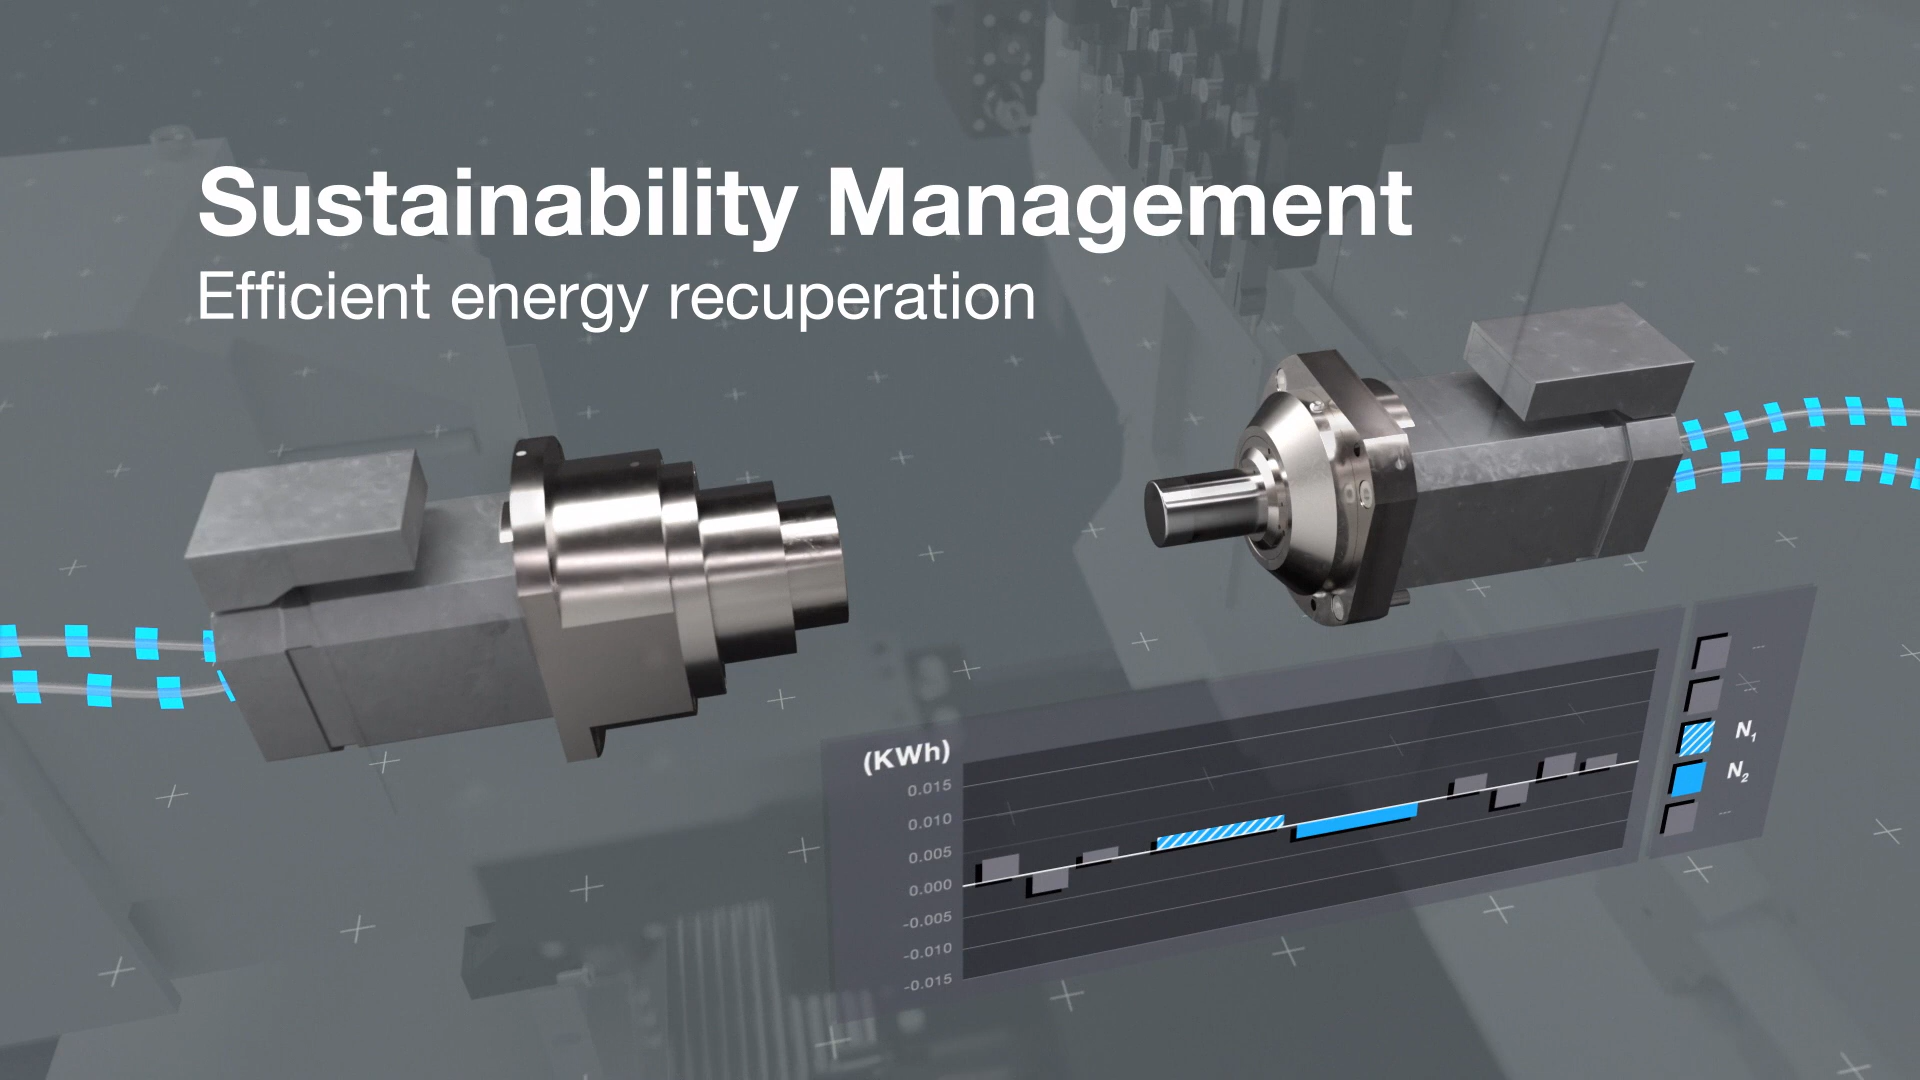 Sustainability Management
Efficient energy recuperation
(KWh)
0.015
0.010
0.005
0.000
-0.005
-0.010
-0.015
N1
N2